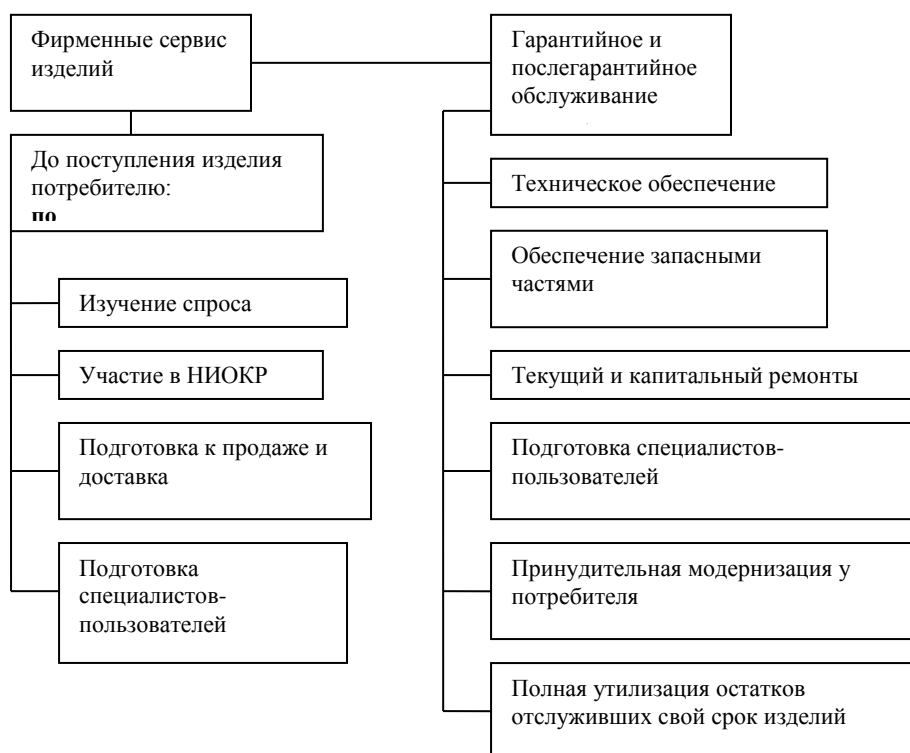 Фирменные сервис
изделий
До поступления изделия
потребителю:
по
Изучение спроса
Участие в НИОКР
Подготовка к продаже и
доставка
Подготовка
специалистов-
пользователей
Гарантийное и
послегарантийное
обслуживание
Техническое обеспечение
Обеспечение запасными
частями
Текущий и капитальный ремонты
Подготовка специалистов-
пользователей
Принудительная модернизация у
потребителя
Полная утилизация остатков
отслуживших свой срок изделий